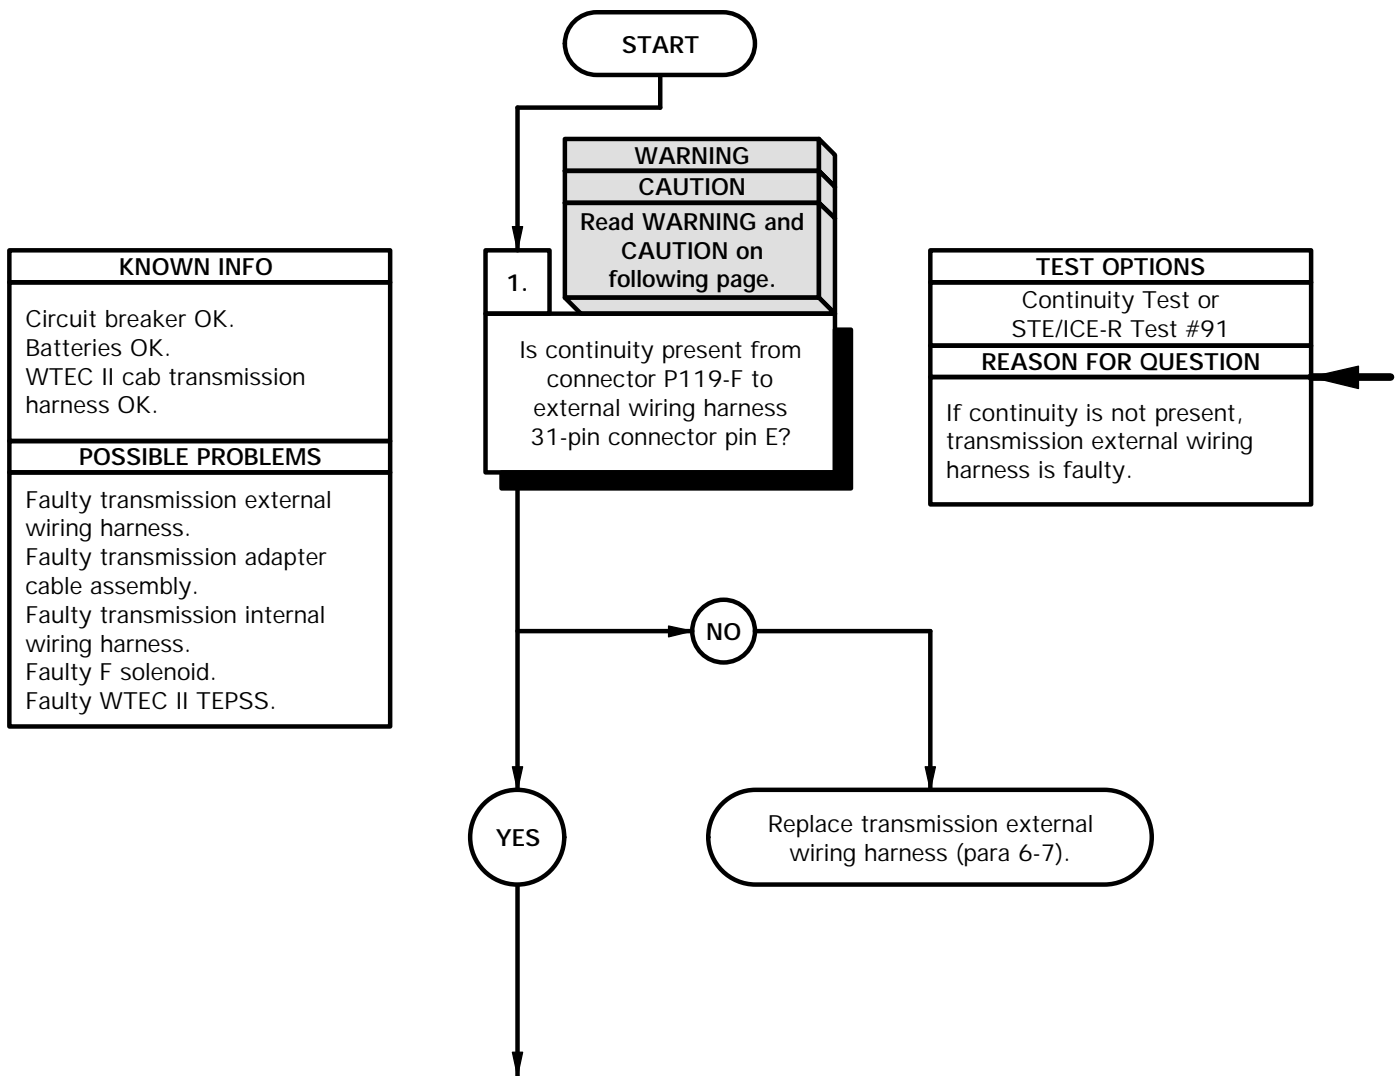 START
WARNING
CAUTION
Read WARNING and
CAUTION on
following page.
1.
Is continuity present from
connector P119-F to
external wiring harness
31-pin connector pin E?
KNOWN INFO
Circuit breaker OK.
Batteries OK.
WTEC II cab transmission
harness OK.
POSSIBLE PROBLEMS
Faulty transmission external
wiring harness.
Faulty transmission adapter
cable assembly.
Faulty transmission internal
wiring harness.
Faulty F solenoid.
Faulty WTEC II TEPSS.
TEST OPTIONS
Continuity Test or
STE/ICE-R Test #91
REASON FOR QUESTION
If continuity is not present,
transmission external wiring
harness is faulty.
NO
YES
Replace transmission external
wiring harness (para 6-7).